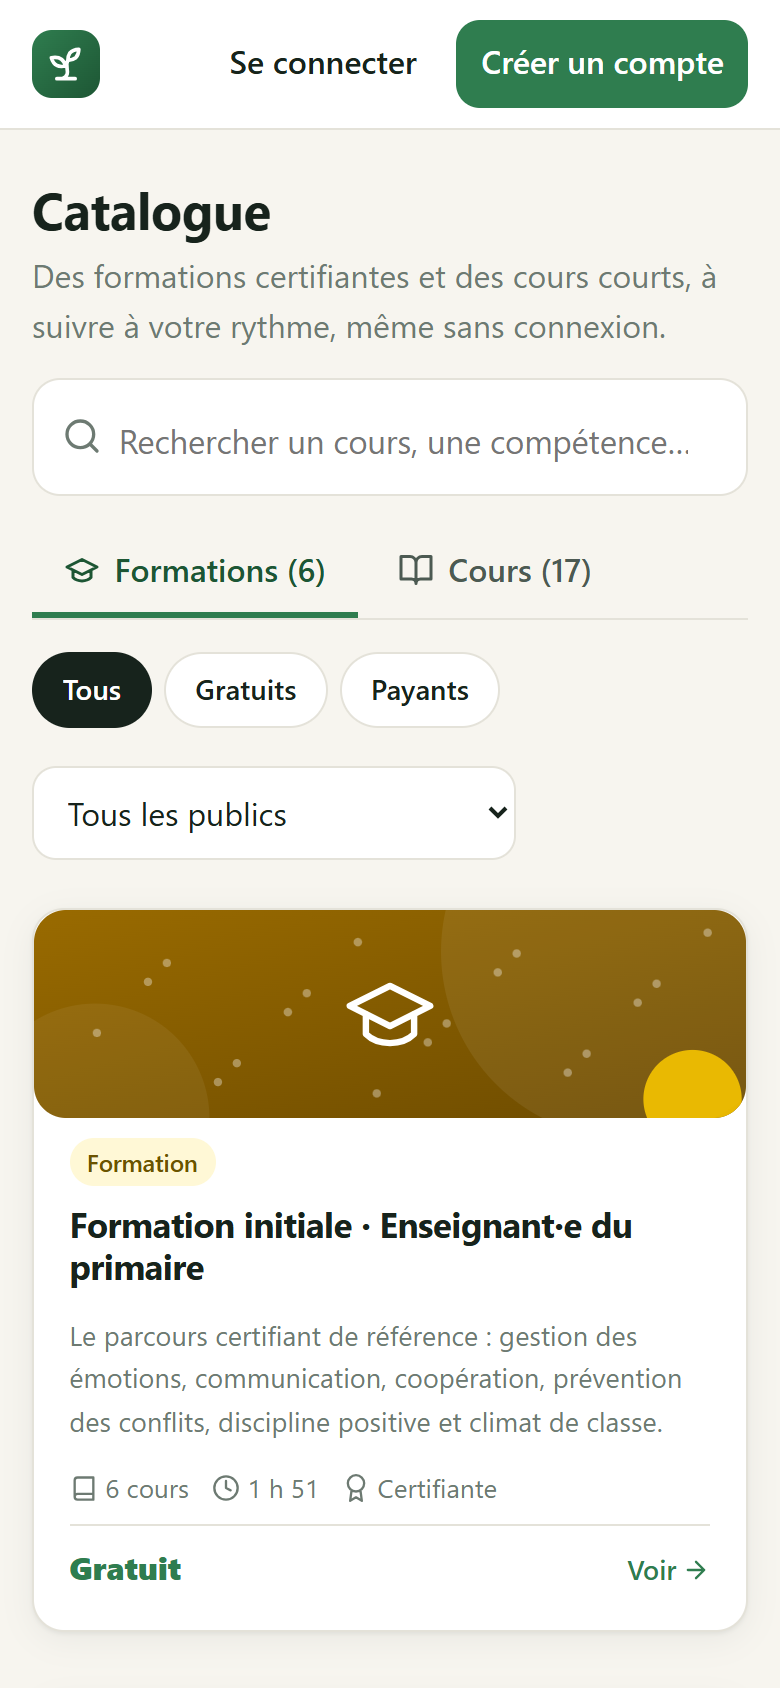 Se connecter
Créer un compte
Catalogue
Des formations certifiantes et des cours courts, à
suivre à votre rythme, même sans connexion.
Rechercher un cours, une compétence...
Formations (6)
Cours (17)
Tous
Gratuits
Payants
Tous les publics
Formation
Formation initiale · Enseignant·e du
primaire
Le parcours certifiant de référence : gestion des
émotions, communication, coopération, prévention
des conflits, discipline positive et climat de classe.
6 cours
1 h 51
Certifiante
Gratuit
Voir →